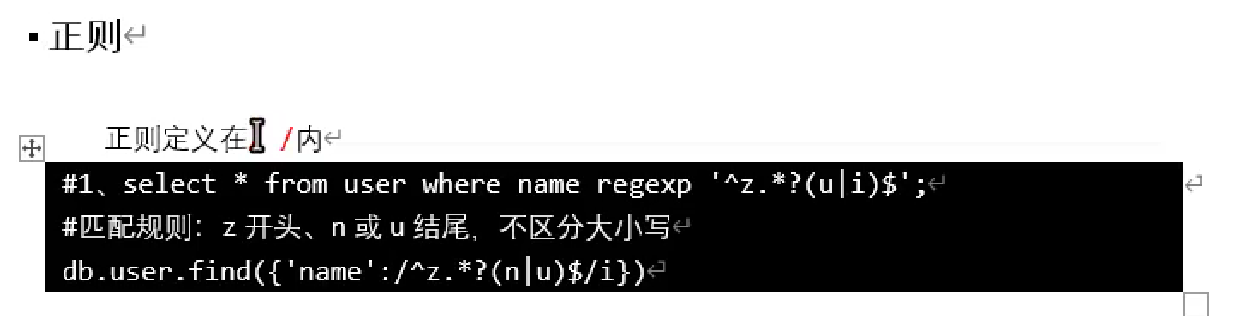 ▪ 正则
正则定义在 /内
#1、select * from user where name regexp '^z.*?(u|i)$';
#匹配规则：z 开头、n 或 u 结尾，不区分大小写
db.user.find({'name':/^z.*?(n|u)$/i})